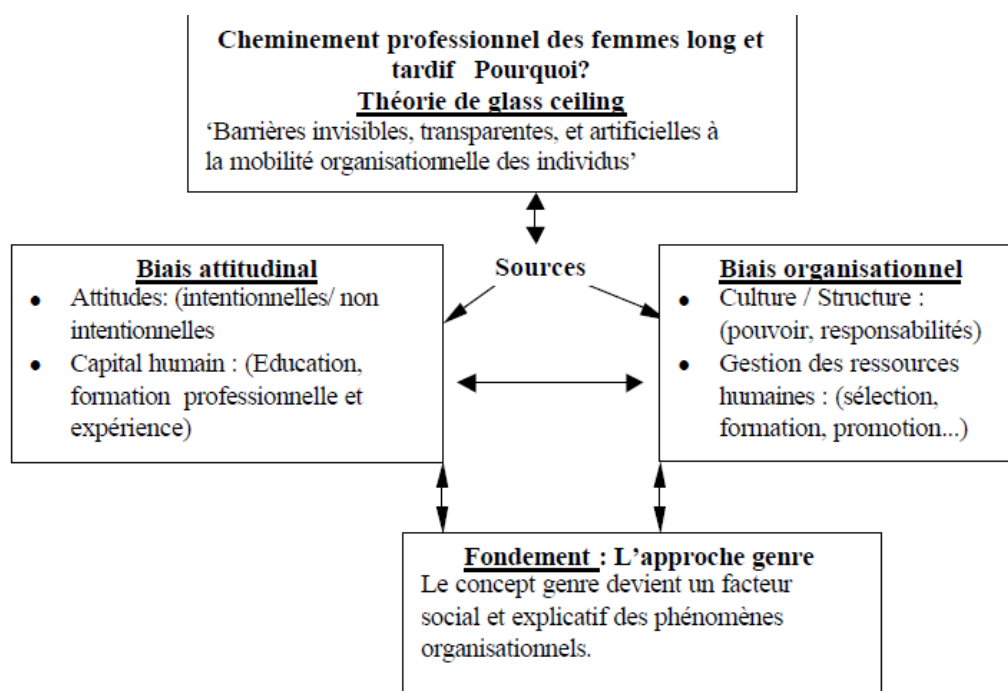 Cheminement professionnel des femmes long et
tardif Pourquoi?
Théorie de glass ceiling
‘Barrières invisibles, transparentes, et artificielles à
la mobilité organisationnelle des individus’
Sources
Biais attitudinal
● Attitudes: (intentionnelles/ non
intentionnelles
● Capital humain : (Education,
formation professionnelle et
expérience)
Biais organisationnel
● Culture / Structure :
(pouvoir, responsabilités)
● Gestion des ressources
humaines : (sélection,
formation, promotion...)
Fondement : L’approche genre
Le concept genre devient un facteur
social et explicatif des phénomènes
organisationnels.